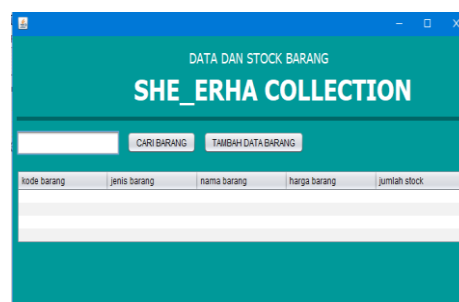 DATA DAN STOCK BARANG
SHE_ERHA COLLECTION
CARI BARANG TAMBAH DATA BARANG
kode barang jenis barang nama barang harga barang jumlah stock